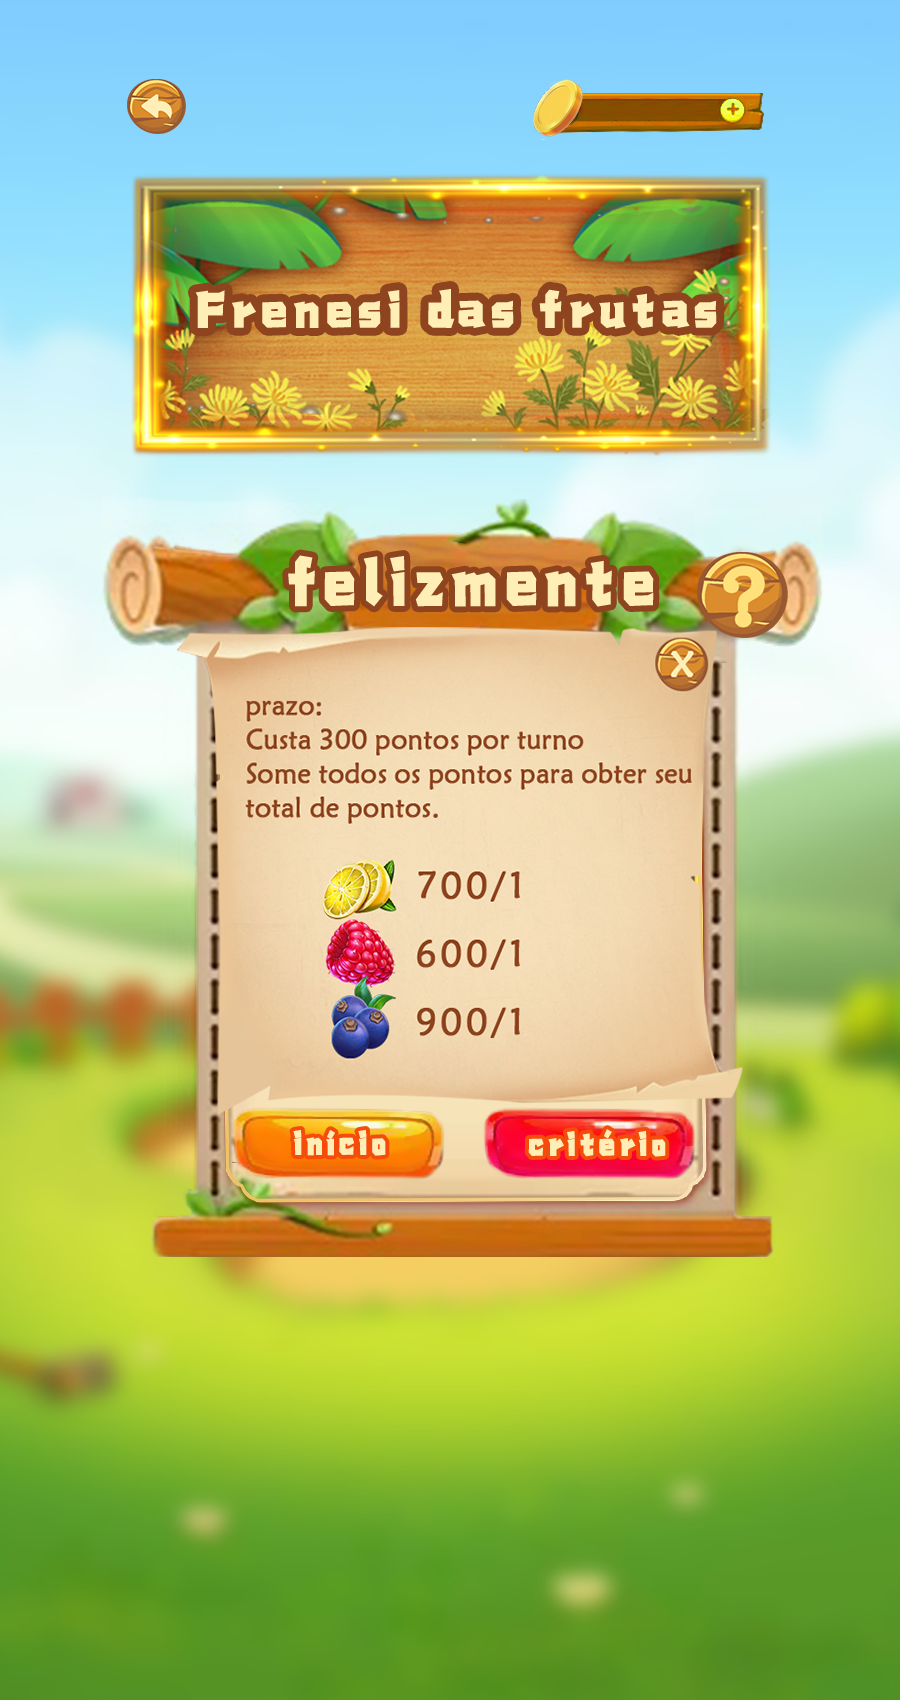 Frenesi das frutas
felizmente
?
X
prazo:
Custa 300 pontos por turno
Some todos os pontos para obter seu
total de pontos.
700/1
600/1
900/1
início
critério